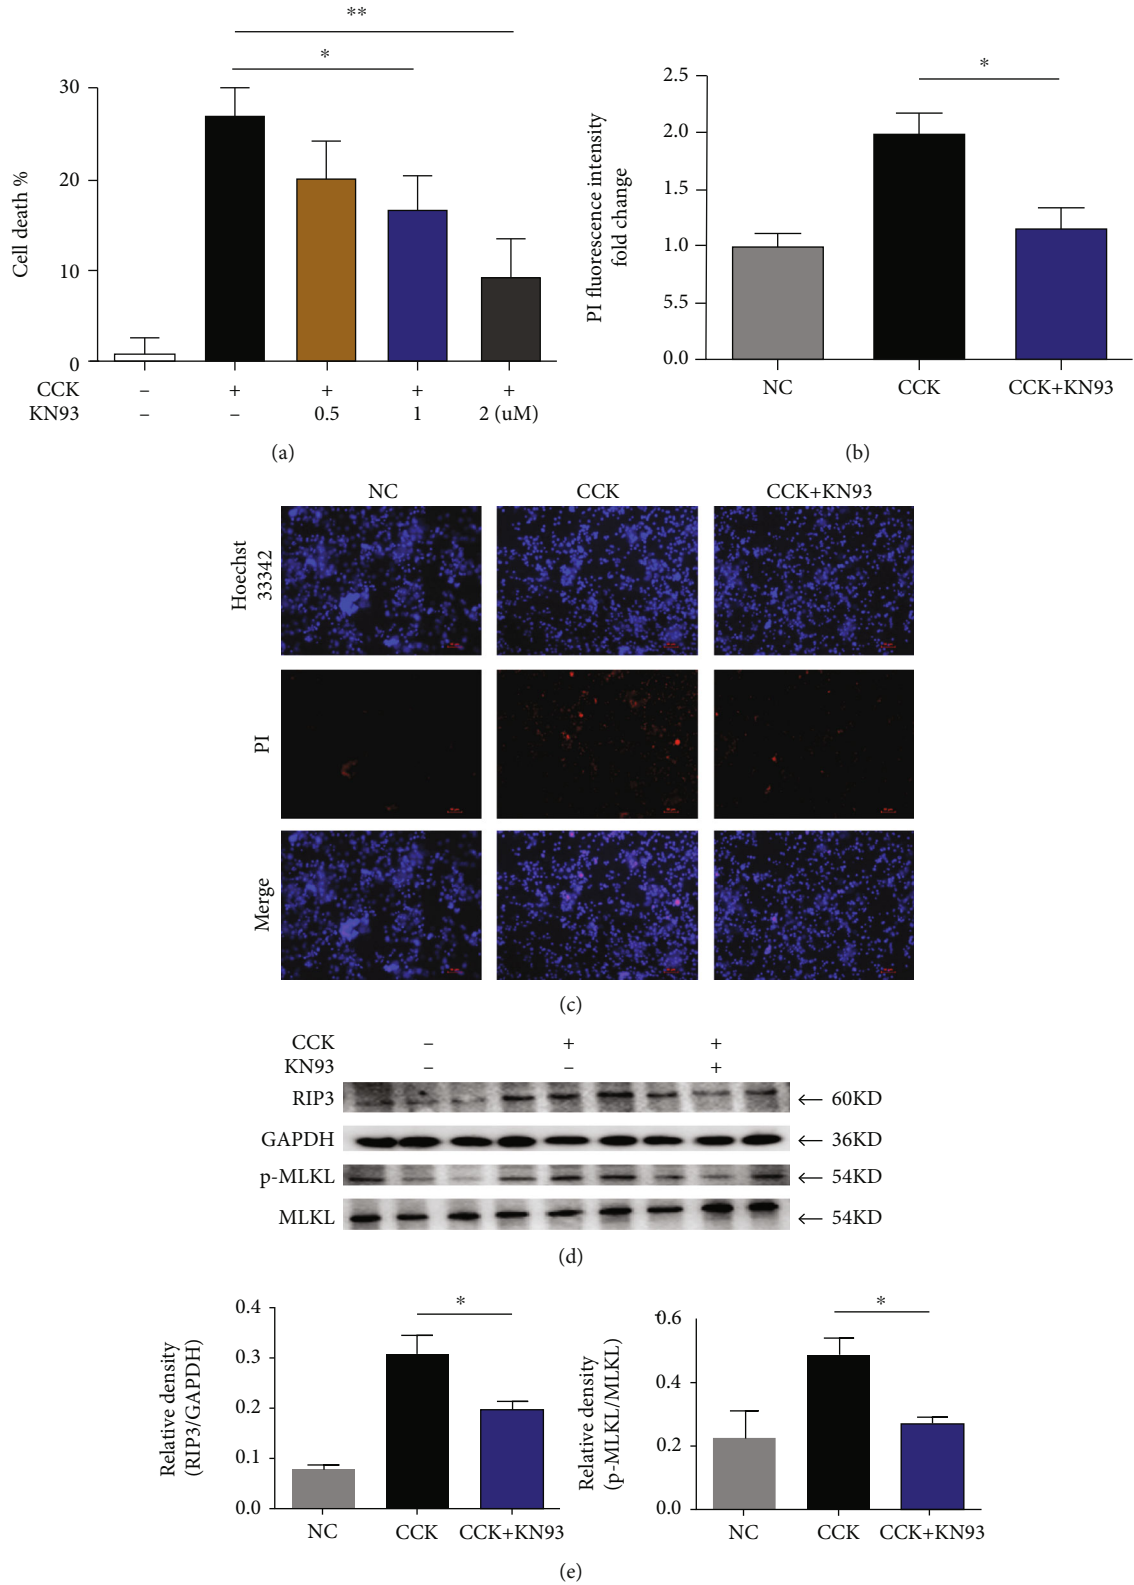 **
*
30
20
10
0
Cell death %
CCK – + + + +
KN93 – – 0.5 1 2 (uM)
(a)
*
2.5
2.0
1.5
1.0
5.5
0.0
PI fluorescence intensity
fold change
NC CCK CCK+KN93
(b)
NC CCK CCK+KN93
Hoechst
33342
PI
Merge
(c)
CCK – + +
KN93 – – +
RIP3 ← 60KD
GAPDH ← 36KD
p-MLKL ← 54KD
MLKL ← 54KD
(d)
*
0.4
0.3
0.2
0.1
0.0
Relative density
(RIP3/GAPDH)
NC CCK CCK+KN93
*
0.6
0.4
0.2
0.0
Relative density
(p-MLKL/MLKL)
NC CCK CCK+KN93
(e)